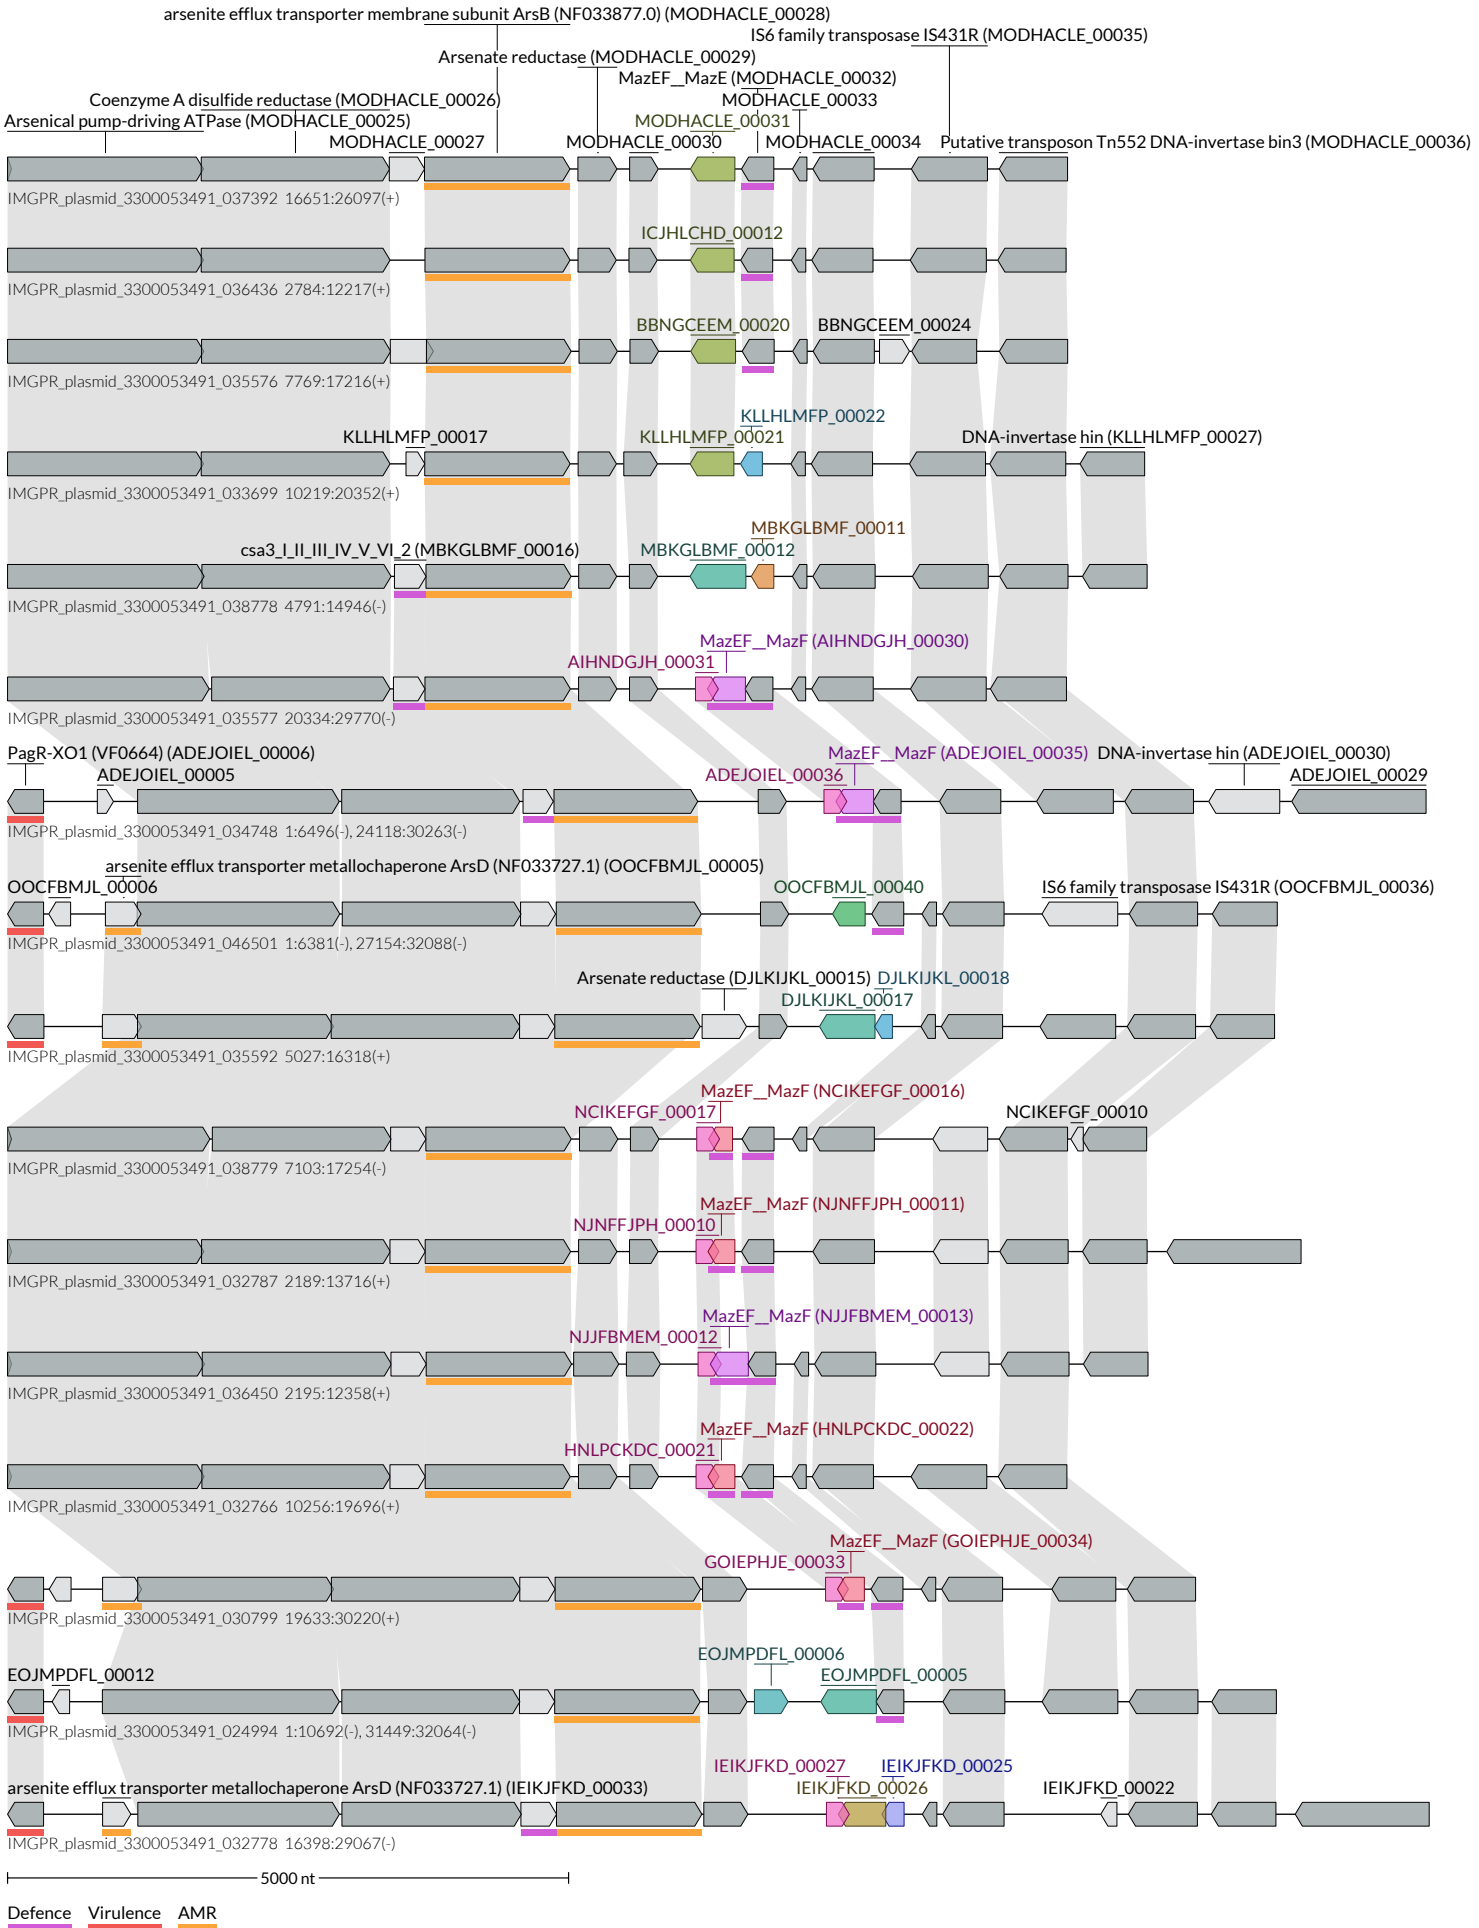 arsenite efflux transporter membrane subunit ArsB (NF033877.0) (MODHACLE_00028)
IS6 family transposase IS431R (MODHACLE_00035)
Arsenate reductase (MODHACLE_00029)
MazEF__MazE (MODHACLE_00032)
Coenzyme A disulfide reductase (MODHACLE_00026)
MODHACLE_00033
Arsenical pump-driving ATPase (MODHACLE_00025)
MODHACLE_00031
MODHACLE_00027
MODHACLE_00030
MODHACLE_00034
Putative transposon Tn552 DNA-invertase bin3 (MODHACLE_00036)
IMGPR_plasmid_3300053491_037392 16651:26097(+)
ICJHLCHD_00012
IMGPR_plasmid_3300053491_036436 2784:12217(+)
BBNGCEEM_00020
BBNGCEEM_00024
IMGPR_plasmid_3300053491_035576 7769:17216(+)
KLLHLMFP_00022
KLLHLMFP_00017
KLLHLMFP_00021
DNA-invertase hin (KLLHLMFP_00027)
IMGPR_plasmid_3300053491_033699 10219:20352(+)
MBKGLBMF_00011
csa3_I_II_III_IV_V_VI_2 (MBKGLBMF_00016)
MBKGLBMF_00012
IMGPR_plasmid_3300053491_038778 4791:14946(-)
MazEF__MazF (AIHNDGJH_00030)
AIHNDGJH_00031
IMGPR_plasmid_3300053491_035577 20334:29770(-)
PagR-XO1 (VF0664) (ADEJOIEL_00006)
MazEF__MazF (ADEJOIEL_00035)
DNA-invertase hin (ADEJOIEL_00030)
ADEJOIEL_00005
ADEJOIEL_00036
ADEJOIEL_00029
IMGPR_plasmid_3300053491_034748 1:6496(-), 24118:30263(-)
arsenite efflux transporter metallochaperone ArsD (NF033727.1) (OOCFBMJL_00005)
OOCFBMJL_00006
OOCFBMJL_00040
IS6 family transposase IS431R (OOCFBMJL_00036)
IMGPR_plasmid_3300053491_046501 1:6381(-), 27154:32088(-)
Arsenate reductase (DJLKIJKL_00015)
DJLKIJKL_00018
DJLKIJKL_00017
IMGPR_plasmid_3300053491_035592 5027:16318(+)
MazEF__MazF (NCIKEFGF_00016)
NCIKEFGF_00017
NCIKEFGF_00010
IMGPR_plasmid_3300053491_038779 7103:17254(-)
MazEF__MazF (NJNFFJPH_00011)
NJNFFJPH_00010
IMGPR_plasmid_3300053491_032787 2189:13716(+)
MazEF__MazF (NJJFBMEM_00013)
NJJFBMEM_00012
IMGPR_plasmid_3300053491_036450 2195:12358(+)
MazEF__MazF (HNLPCKDC_00022)
HNLPCKDC_00021
IMGPR_plasmid_3300053491_032766 10256:19696(+)
MazEF__MazF (GOIEPHJE_00034)
GOIEPHJE_00033
IMGPR_plasmid_3300053491_030799 19633:30220(+)
EOJMPDFL_00006
EOJMPDFL_00012
EOJMPDFL_00005
IMGPR_plasmid_3300053491_024994 1:10692(-), 31449:32064(-)
IEIKJFKD_00027
IEIKJFKD_00025
arsenite efflux transporter metallochaperone ArsD (NF033727.1) (IEIKJFKD_00033)
IEIKJFKD_00026
IEIKJFKD_00022
IMGPR_plasmid_3300053491_032778 16398:29067(-)
5000 nt
Defence Virulence AMR